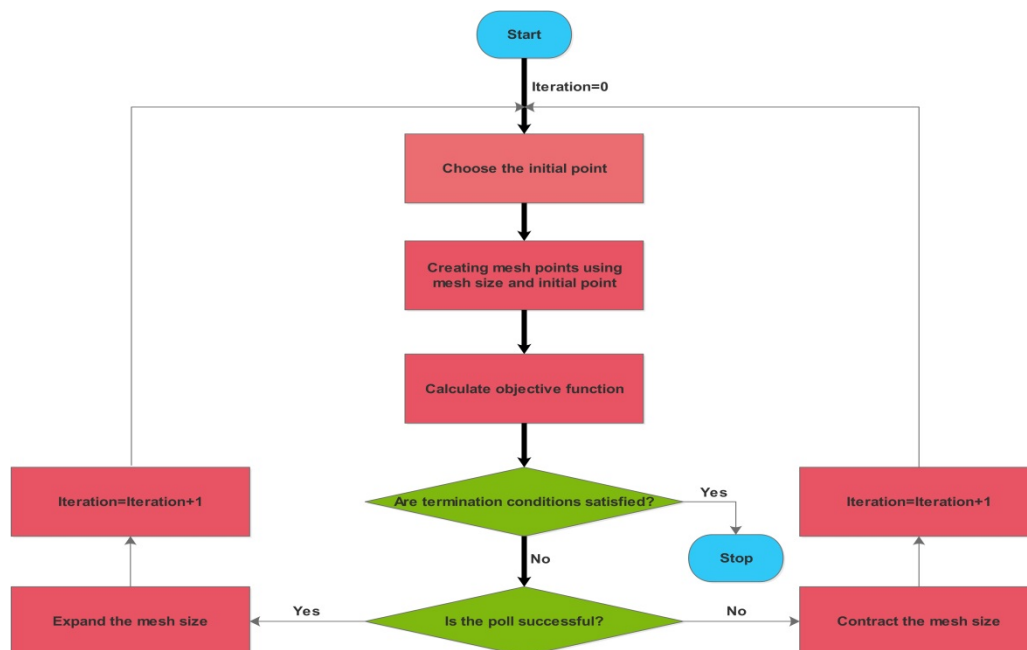 Start
Iteration=0
Choose the initial point
Creating mesh points using
mesh size and initial point
Calculate objective function
Iteration=Iteration+1
Are termination conditions satisfied?
Yes
Iteration=Iteration+1
Stop
No
Expand the mesh size
Yes
Is the poll successful?
No
Contract the mesh size